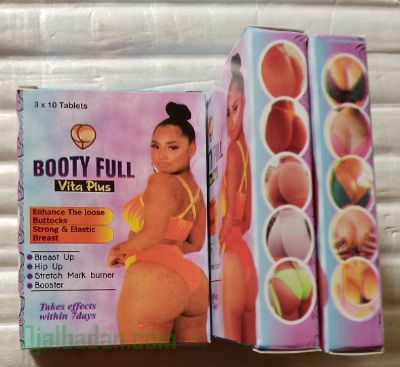 3 x 10 Tablets
BOOTY FULL
Vita Plus
Enhance The loose
Buttocks
Strong & Elastic
Breast
Breast Up
Hip Up
Stretch Mark burner
Booster
Takes effects
within 7days